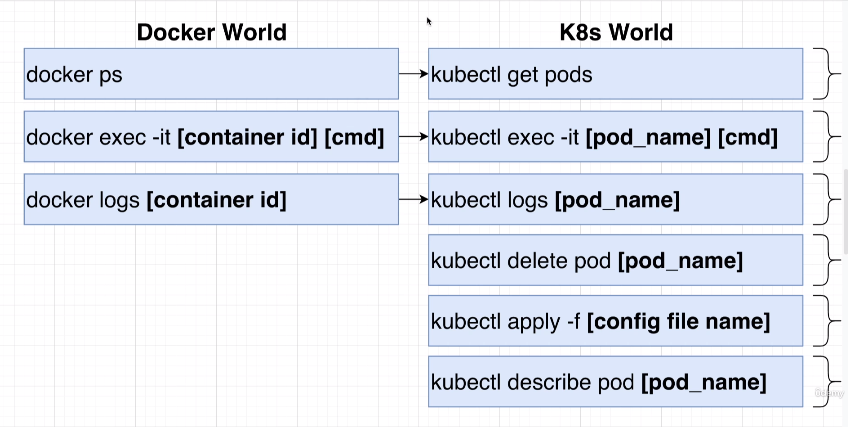 Docker World
K8s World
docker ps
kubectl get pods
docker exec -it [container id] [cmd]
kubectl exec -it [pod_name] [cmd]
docker logs [container id]
kubectl logs [pod_name]
kubectl delete pod [pod_name]
kubectl apply -f [config file name]
kubectl describe pod [pod_name]
ûdemy